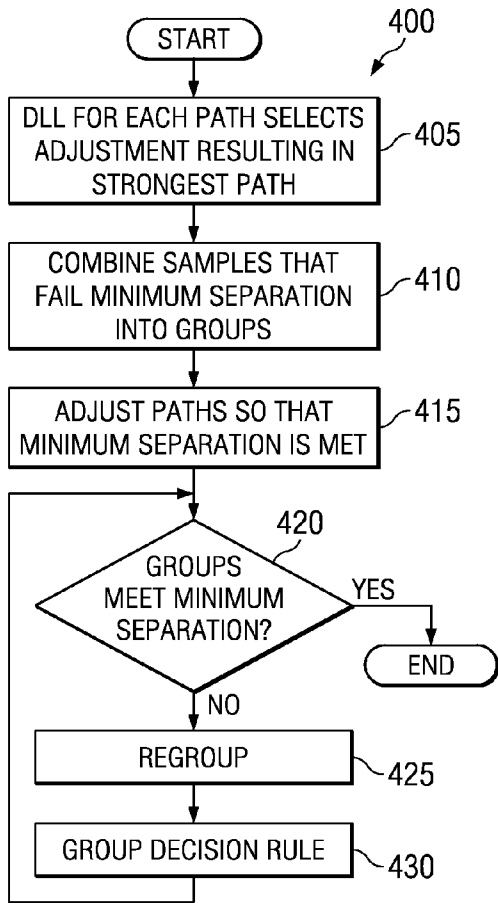 START
400
DLL FOR EACH PATH SELECTS
ADJUSTMENT RESULTING IN
STRONGEST PATH
405
COMBINE SAMPLES THAT
FAIL MINIMUM SEPARATION
INTO GROUPS
410
ADJUST PATHS SO THAT
MINIMUM SEPARATION IS MET
415
420
GROUPS
MEET MINIMUM
SEPARATION?
YES
END
NO
REGROUP
425
GROUP DECISION RULE
430